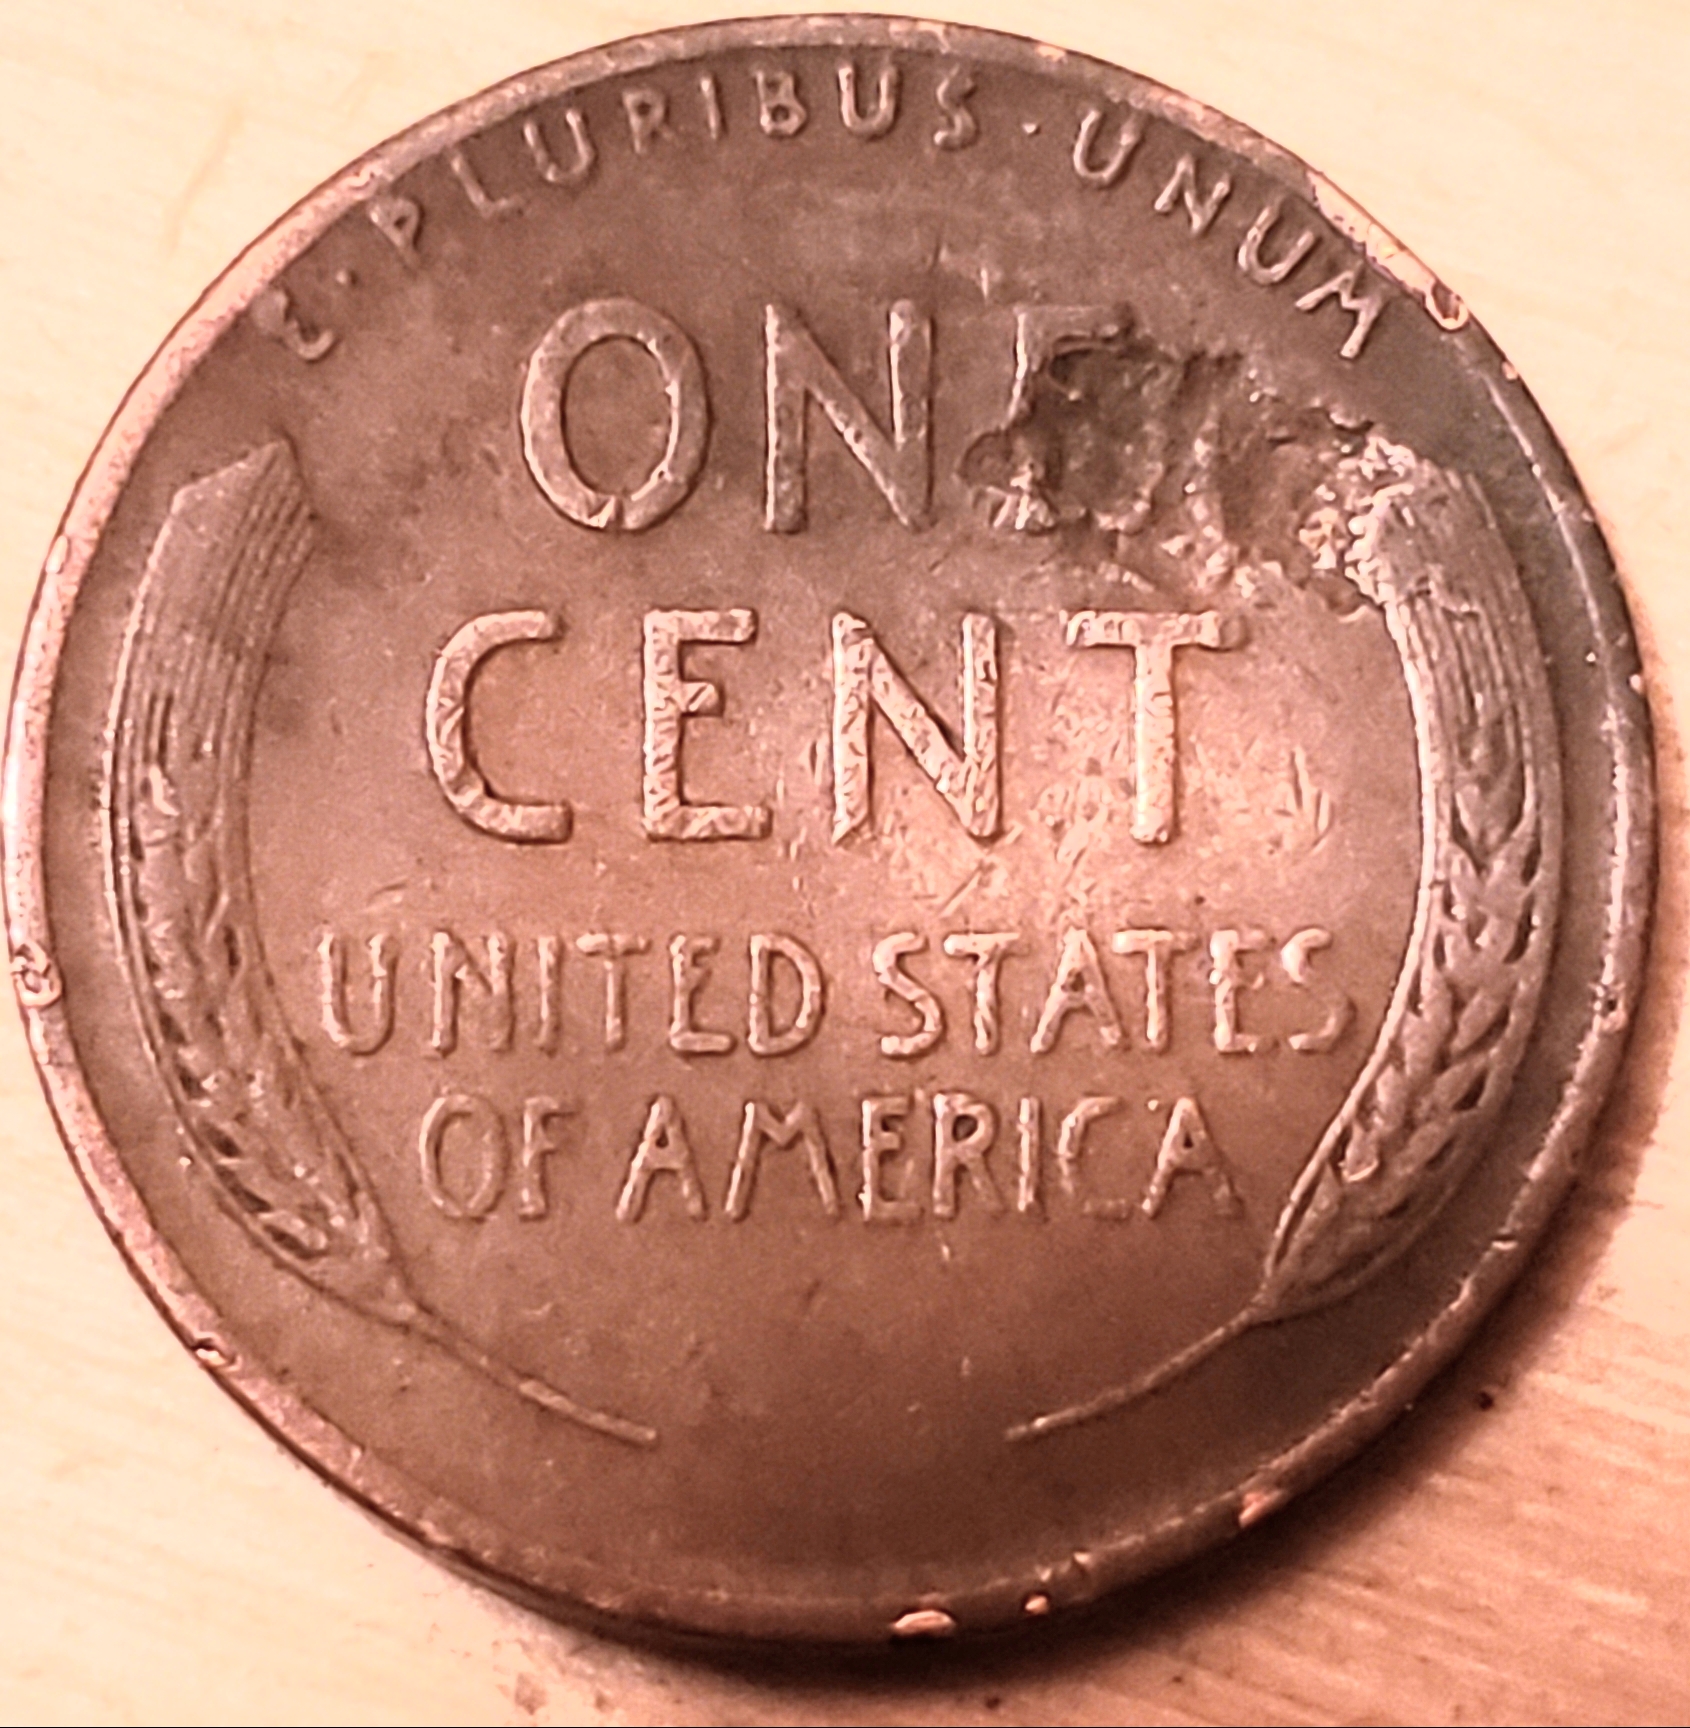 E · PLURIBUS · UNUM
ONE
CENT
UNITED STATES
OF AMERICA